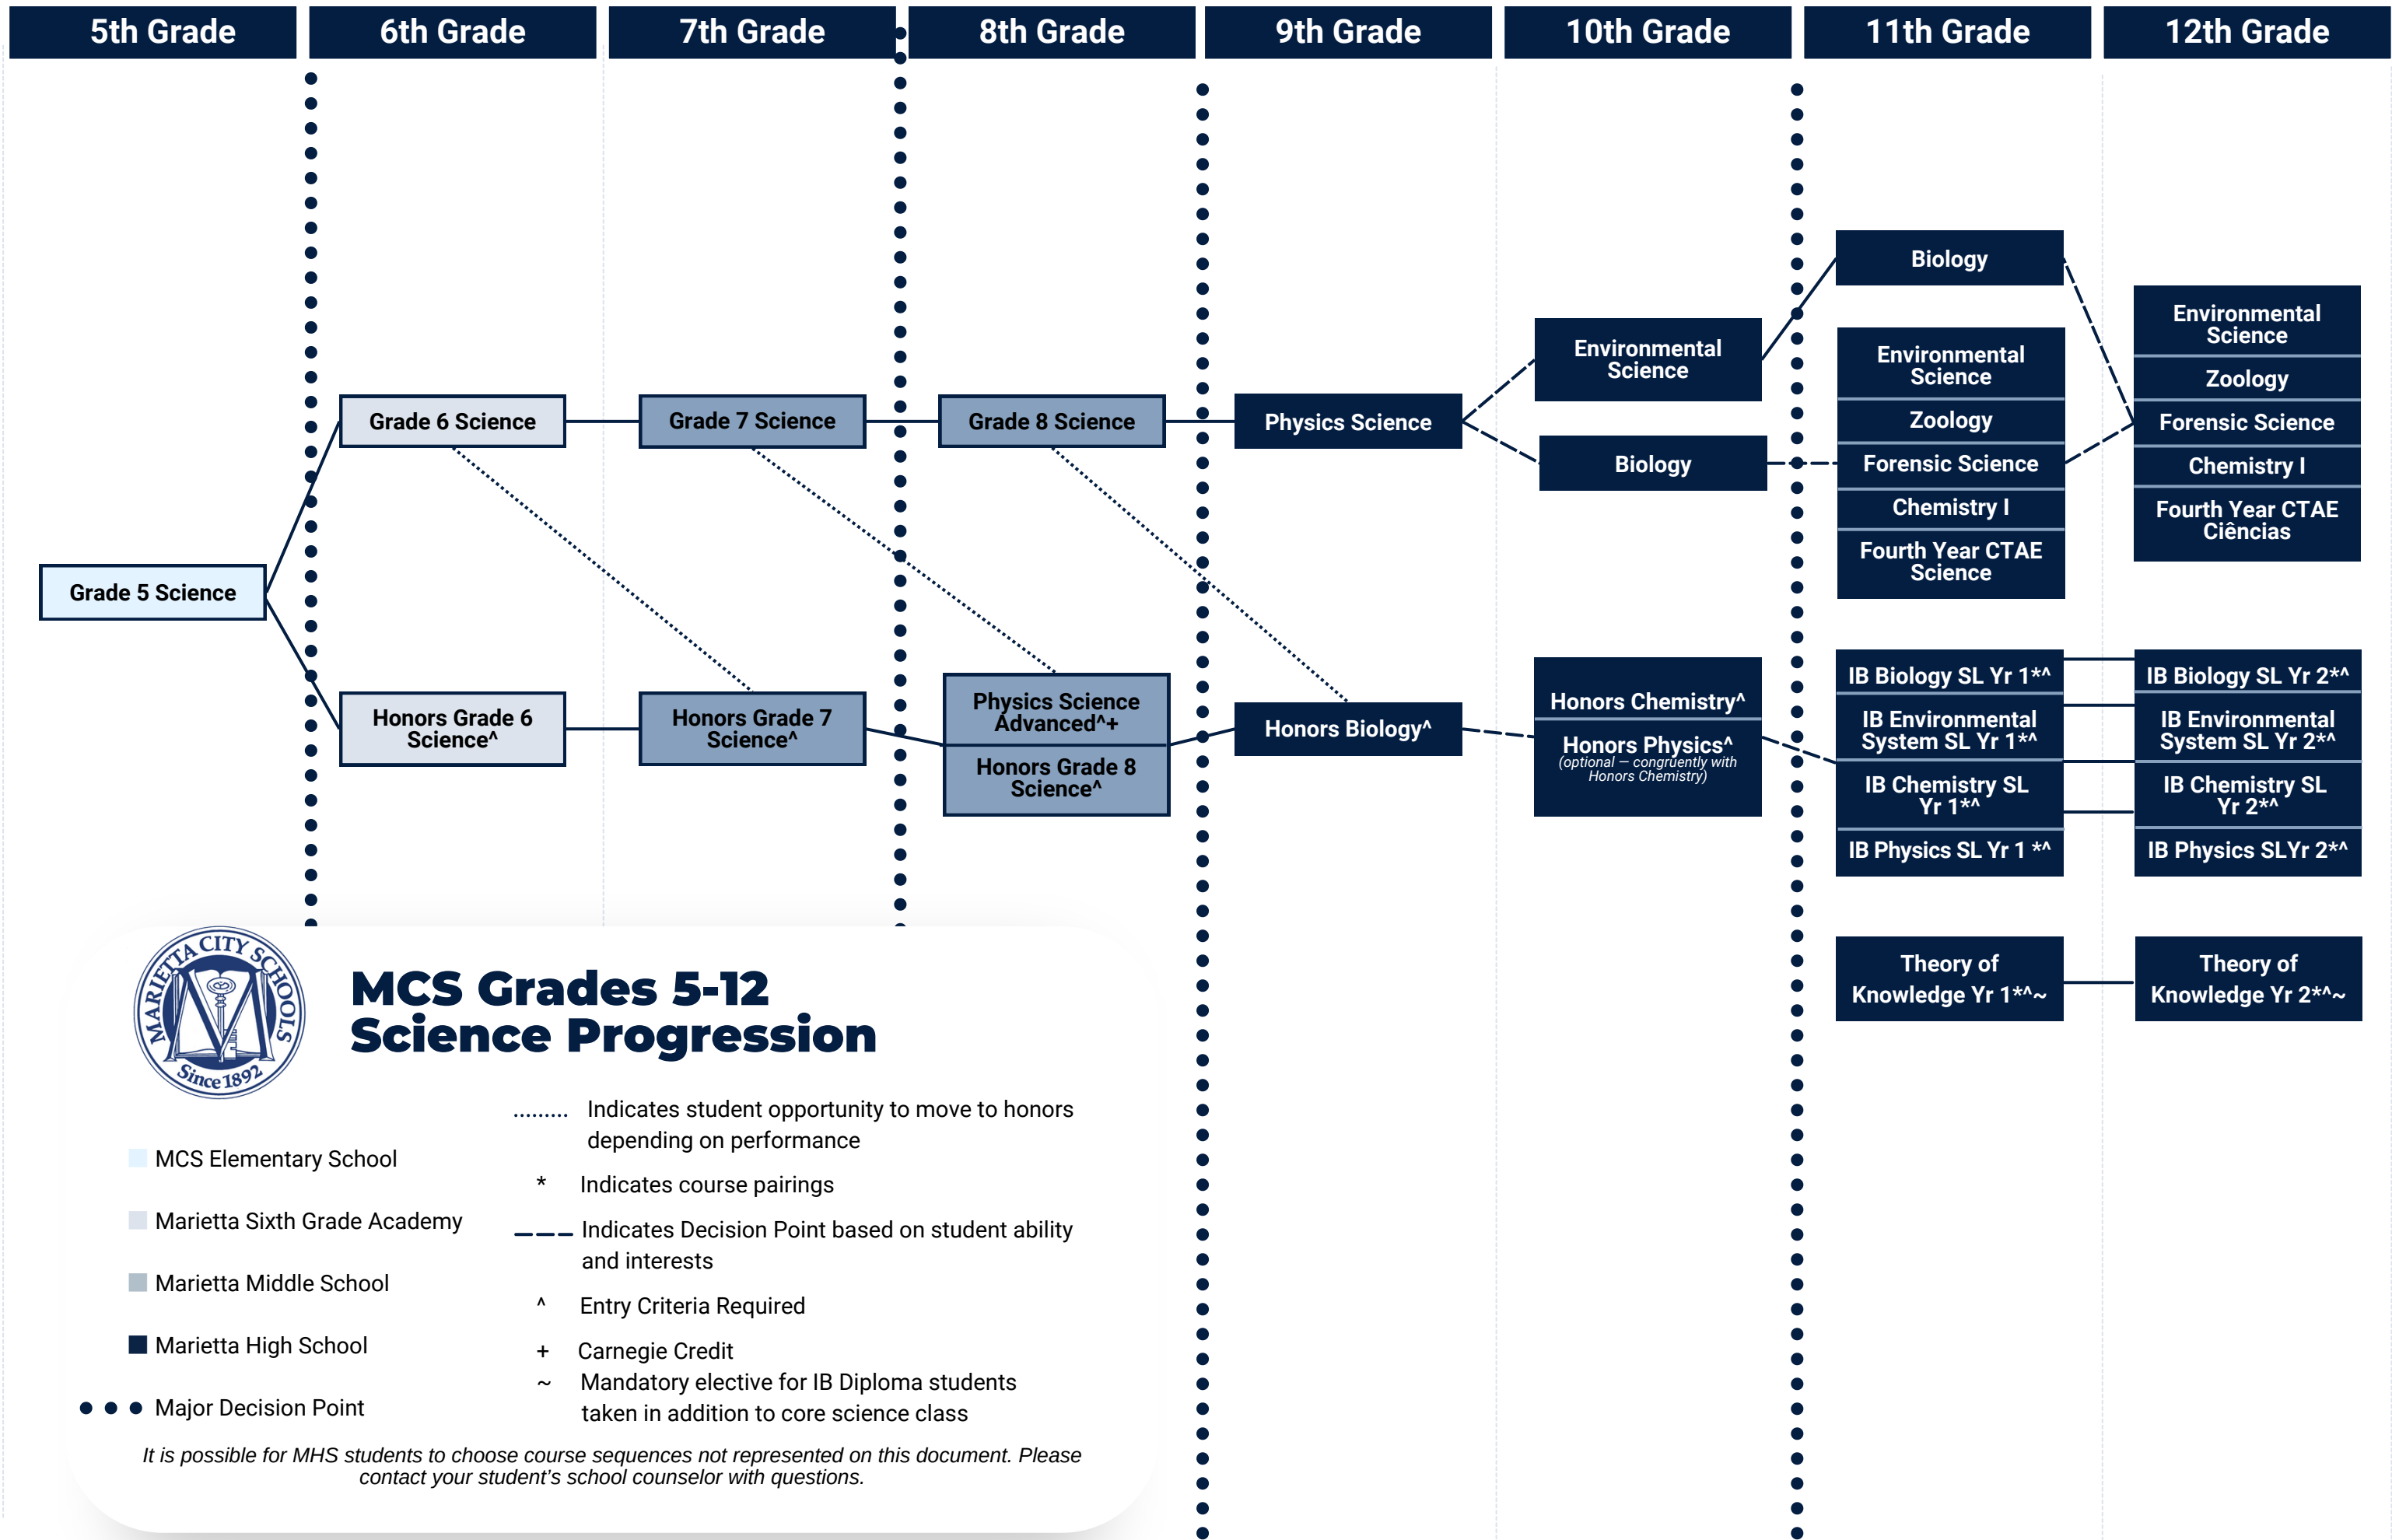 5th Grade
6th Grade
7th Grade
8th Grade
9th Grade
10th Grade
11th Grade
12th Grade
Grade 5 Science
Grade 6 Science
Honors Grade 6
Science^
Grade 7 Science
Honors Grade 7
Science^
Grade 8 Science
Physics Science
Advanced^+
Honors Grade 8
Science^
Physics Science
Honors Biology^
Environmental
Science
Biology
Honors Chemistry^
Honors Physics^
(optional – congruently with
Honors Chemistry)
Biology
Environmental
Science
Zoology
Forensic Science
Chemistry I
Fourth Year CTAE
Science
IB Biology SL Yr 1*^
IB Environmental
System SL Yr 1*^
IB Chemistry SL
Yr 1*^
IB Physics SL Yr 1 *^
Theory of
Knowledge Yr 1*^~
Environmental
Science
Zoology
Forensic Science
Chemistry I
Fourth Year CTAE
Ciências
IB Biology SL Yr 2*^
IB Environmental
System SL Yr 2*^
IB Chemistry SL
Yr 2*^
IB Physics SLYr 2*^
Theory of
Knowledge Yr 2*^~
MARIETTA CITY SCHOOLS
Since 1892
MCS Grades 5-12
Science Progression
MCS Elementary School
Marietta Sixth Grade Academy
Marietta Middle School
Marietta High School
Major Decision Point
Indicates student opportunity to move to honors
depending on performance
* Indicates course pairings
Indicates Decision Point based on student ability
and interests
^ Entry Criteria Required
+ Carnegie Credit
~ Mandatory elective for IB Diploma students
taken in addition to core science class
It is possible for MHS students to choose course sequences not represented on this document. Please
contact your student's school counselor with questions.